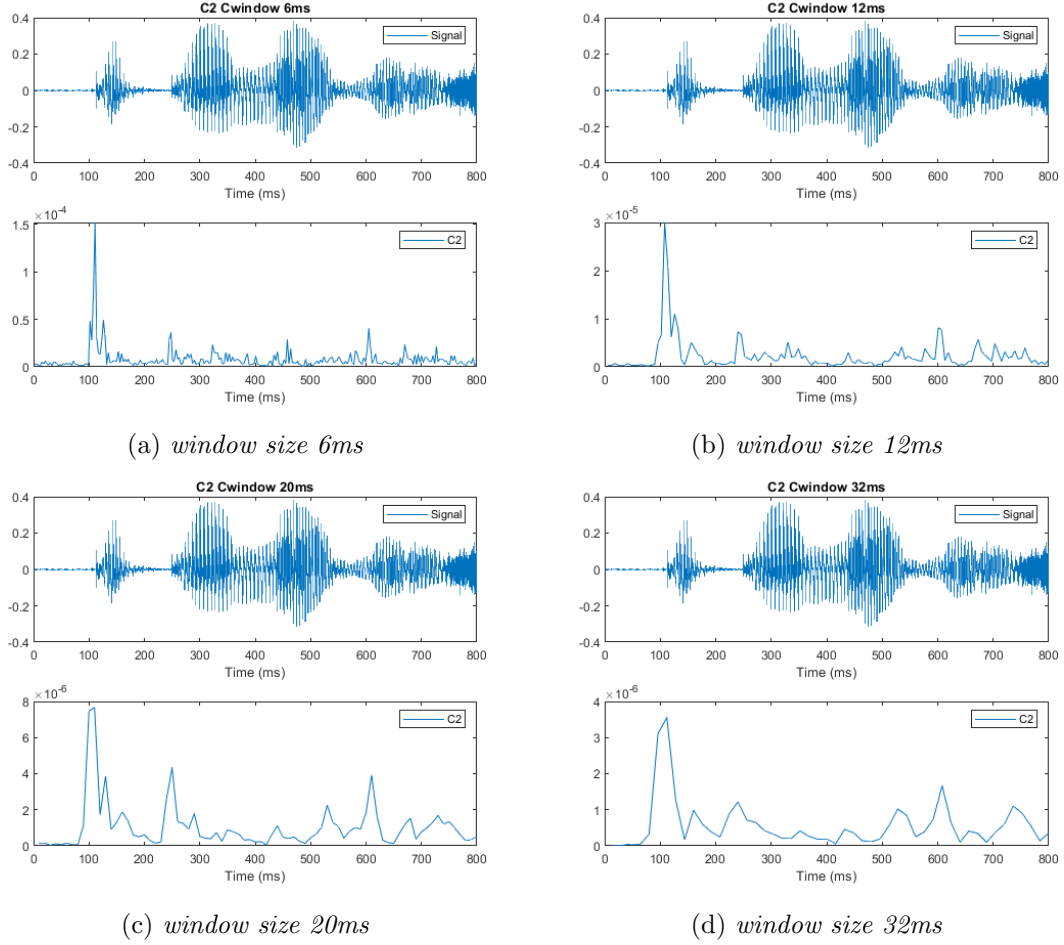 C2 Cwindow 6ms
0.4
0.2
0
-0.2
-0.4
Signal
0 100 200 300 400 500 600 700 800
Time (ms)
×10-4
1.5
1
0.5
0
C2
0 100 200 300 400 500 600 700 800
Time (ms)
(a) window size 6ms
C2 Cwindow 12ms
0.4
0.2
0
-0.2
-0.4
Signal
0 100 200 300 400 500 600 700 800
Time (ms)
×10-5
3
2
1
0
C2
0 100 200 300 400 500 600 700 800
Time (ms)
(b) window size 12ms
C2 Cwindow 20ms
0.4
0.2
0
-0.2
-0.4
Signal
0 100 200 300 400 500 600 700 800
Time (ms)
×10-6
8
6
4
2
0
C2
0 100 200 300 400 500 600 700 800
Time (ms)
(c) window size 20ms
C2 Cwindow 32ms
0.4
0.2
0
-0.2
-0.4
Signal
0 100 200 300 400 500 600 700 800
Time (ms)
×10-6
4
3
2
1
0
C2
0 100 200 300 400 500 600 700 800
Time (ms)
(d) window size 32ms